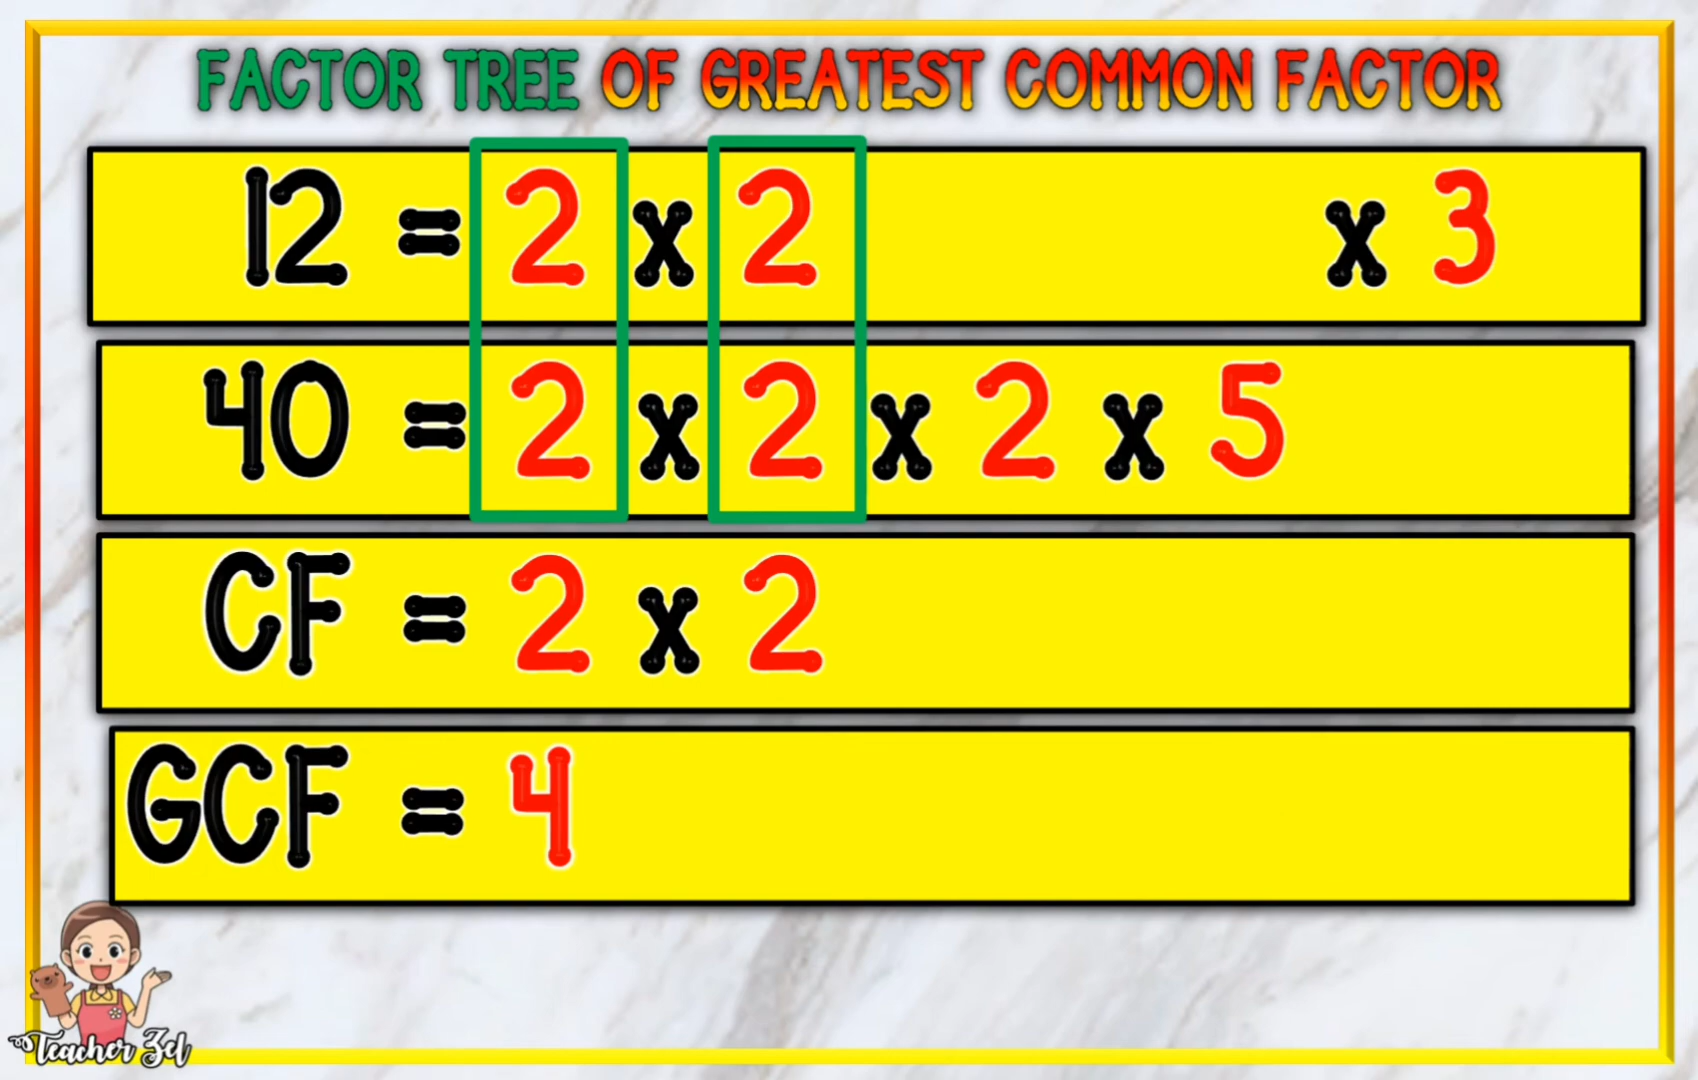 FACTOR TREE OF GREATEST COMMON FACTOR
12 = 2 x 2 x 3
40 = 2 x 2 x 2 x 5
CF = 2 x 2
GCF = 4
Teacher Zel